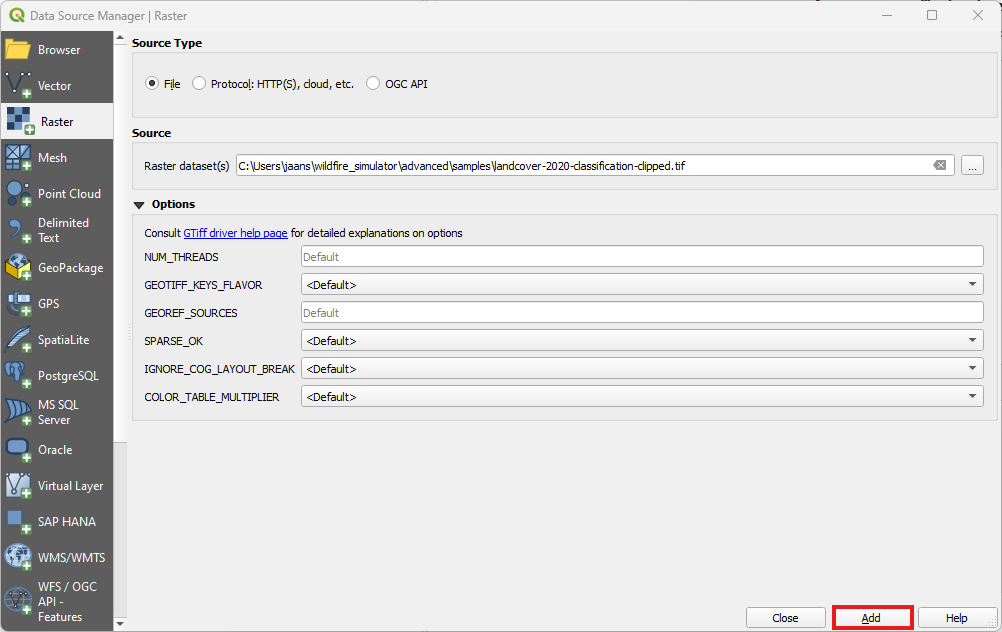 Data Source Manager | Raster
Browser
Vector
Raster
Mesh
Point Cloud
Delimited
Text
GeoPackage
GPS
SpatiaLite
PostgreSQL
MS SQL
Server
Oracle
Virtual Layer
SAP HANA
WMS/WMTS
WFS / OGC
API -
Features
Source Type
File Protocol: HTTP(S), cloud, etc. OGC API
Source
Raster dataset(s) C:\Users\jaans\wildfire_simulator\advanced\samples\landcover-2020-classification-clipped.tif ...
Options
Consult GTiff driver help page for detailed explanations on options
NUM_THREADS Default
GEOTIFF_KEYS_FLAVOR <Default>
GEOREF_SOURCES Default
SPARSE_OK <Default>
IGNORE_COG_LAYOUT_BREAK <Default>
COLOR_TABLE_MULTIPLIER <Default>
Close Add Help